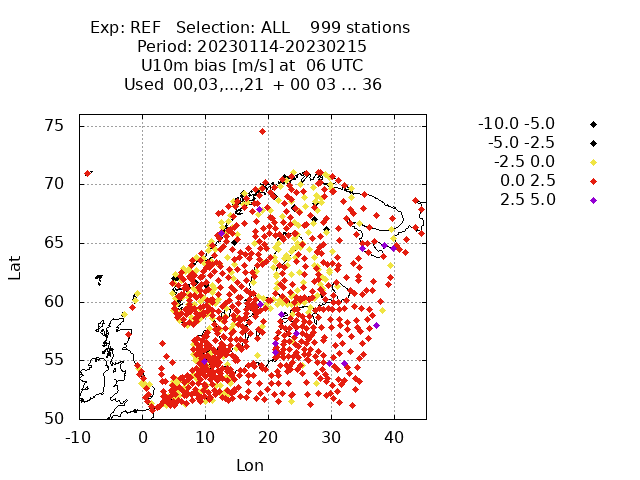 Exp: REF   Selection: ALL    999 stations
Period: 20230114-20230215
U10m bias [m/s] at  06 UTC
Used  00,03,...,21  + 00 03 ... 36
-10.0 -5.0
-5.0 -2.5
-2.5 0.0
0.0 2.5
2.5 5.0
75
70
65
60
55
50
Lat
-10 0 10 20 30 40
Lon